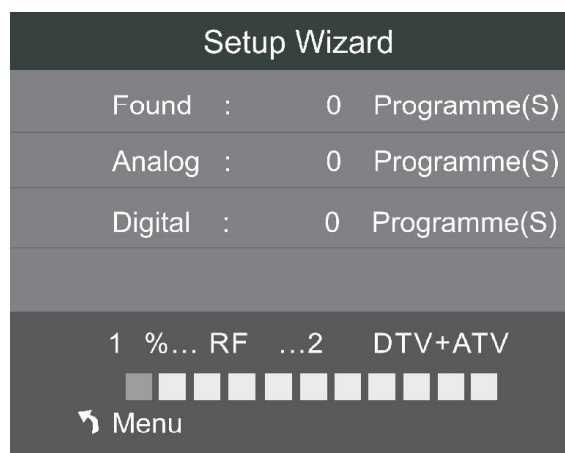 Setup Wizard
Found : 0 Programme(S)
Analog : 0 Programme(S)
Digital : 0 Programme(S)
1 %... RF ...2 DTV+ATV
Menu